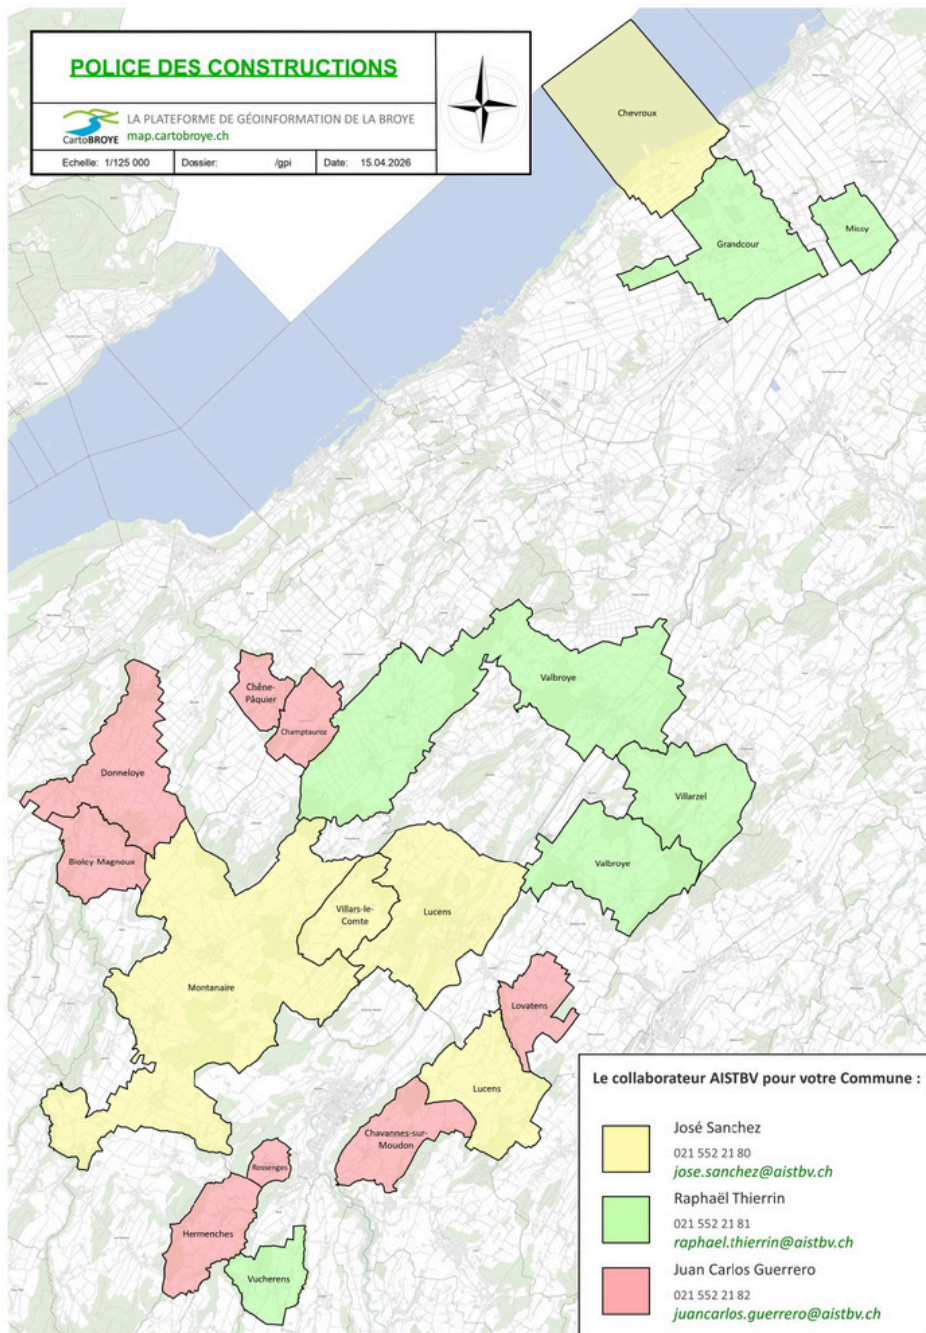 POLICE DES CONSTRUCTIONS
CartoBROYE
LA PLATEFORME DE GÉOINFORMATION DE LA BROYE
map.cartobroye.ch
Echelle: 1/125 000
Dossier: /gpi
Date: 15.04.2026
Chevroux
Grandcour
Missy
Valbroye
Chêne-
Pâquier
Champtauroz
Donneloye
Villarzel
Bioley-Magnoux
Valbroye
Villars-le-
Comte
Lucens
Montanaire
Lovatens
Lucens
Chavannes-sur-
Moudon
Rossenges
Hermenches
Vucherens
Le collaborateur AISTBV pour votre Commune :
José Sanchez
021 552 21 80
jose.sanchez@aistbv.ch
Raphaël Thierrin
021 552 21 81
raphael.thierrin@aistbv.ch
Juan Carlos Guerrero
021 552 21 82
juancarlos.guerrero@aistbv.ch